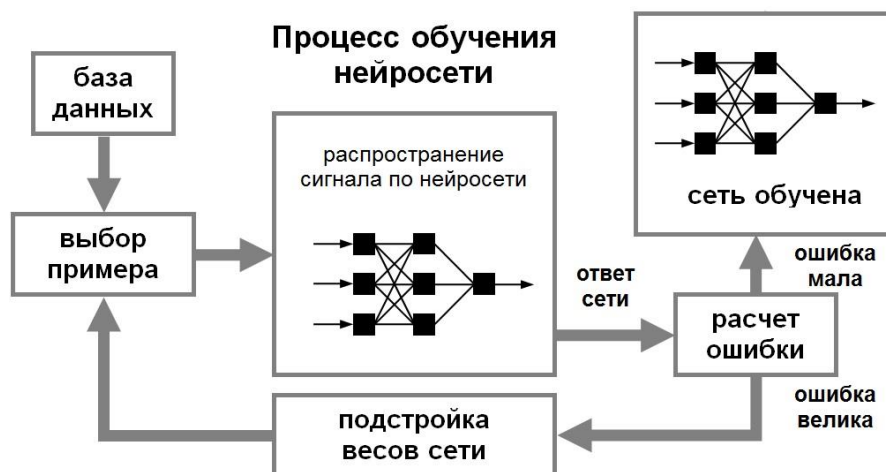 Процесс обучения
нейросети
база
данных
выбор
примера
распространение
сигнала по нейросети
ответ
сети
расчет
ошибки
ошибка
мала
сеть обучена
ошибка
велика
подстройка
весов сети